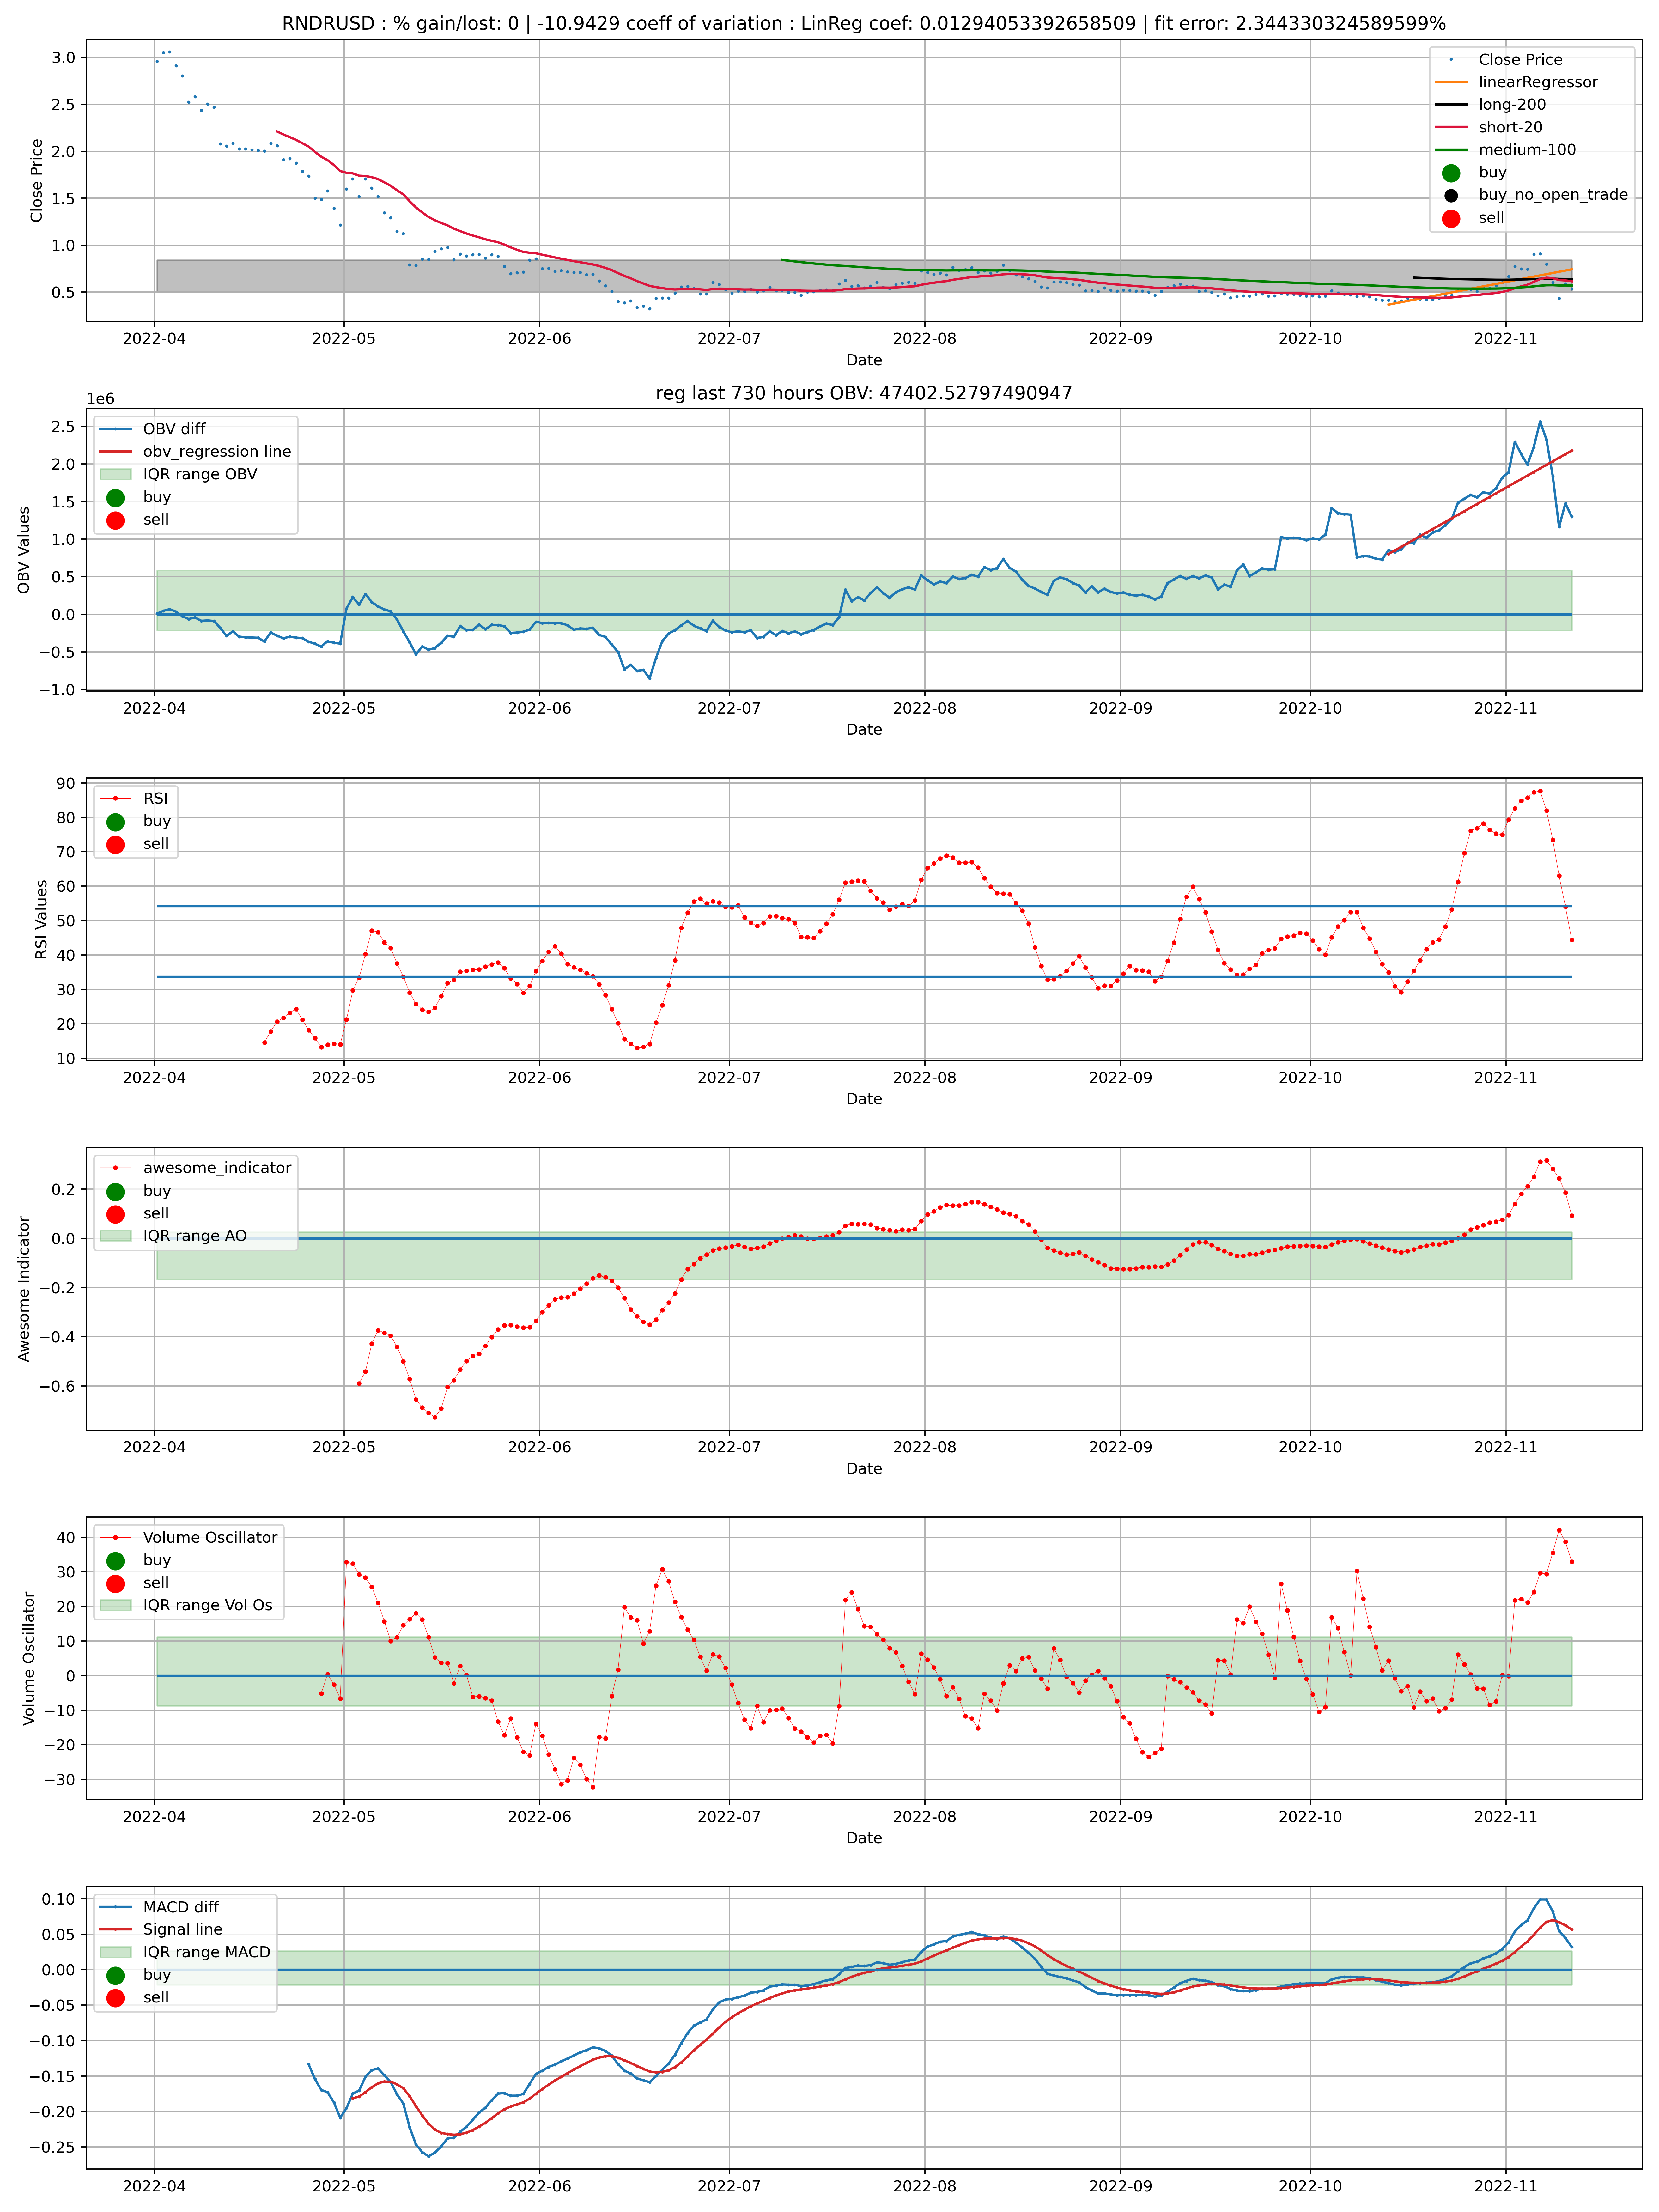 RNDRUSD : % gain/lost: 0 | -10.9429 coeff of variation : LinReg coef: 0.01294053392658509 | fit error: 2.344330324589599%
3.0
2.5
2.0
1.5
1.0
0.5
Close Price
Close Price
linearRegressor
long-200
short-20
medium-100
buy
buy_no_open_trade
sell
2022-04 2022-05 2022-06 2022-07 2022-08 2022-09 2022-10 2022-11
Date
reg last 730 hours OBV: 47402.52797490947
1e6
2.5
2.0
1.5
1.0
0.5
0.0
−0.5
−1.0
OBV Values
OBV diff
obv_regression line
IQR range OBV
buy
sell
2022-04 2022-05 2022-06 2022-07 2022-08 2022-09 2022-10 2022-11
Date
90
80
70
60
50
40
30
20
10
RSI Values
RSI
buy
sell
2022-04 2022-05 2022-06 2022-07 2022-08 2022-09 2022-10 2022-11
Date
0.2
0.0
−0.2
−0.4
−0.6
Awesome Indicator
awesome_indicator
buy
sell
IQR range AO
2022-04 2022-05 2022-06 2022-07 2022-08 2022-09 2022-10 2022-11
Date
40
30
20
10
0
−10
−20
−30
Volume Oscillator
Volume Oscillator
buy
sell
IQR range Vol Os
2022-04 2022-05 2022-06 2022-07 2022-08 2022-09 2022-10 2022-11
Date
0.10
0.05
0.00
−0.05
−0.10
−0.15
−0.20
−0.25
MACD diff
Signal line
IQR range MACD
buy
sell
2022-04 2022-05 2022-06 2022-07 2022-08 2022-09 2022-10 2022-11